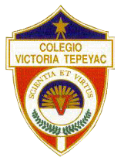 COLEGIO
VICTORIA TEPEYAC
SCIENTIA ET VIRTUS